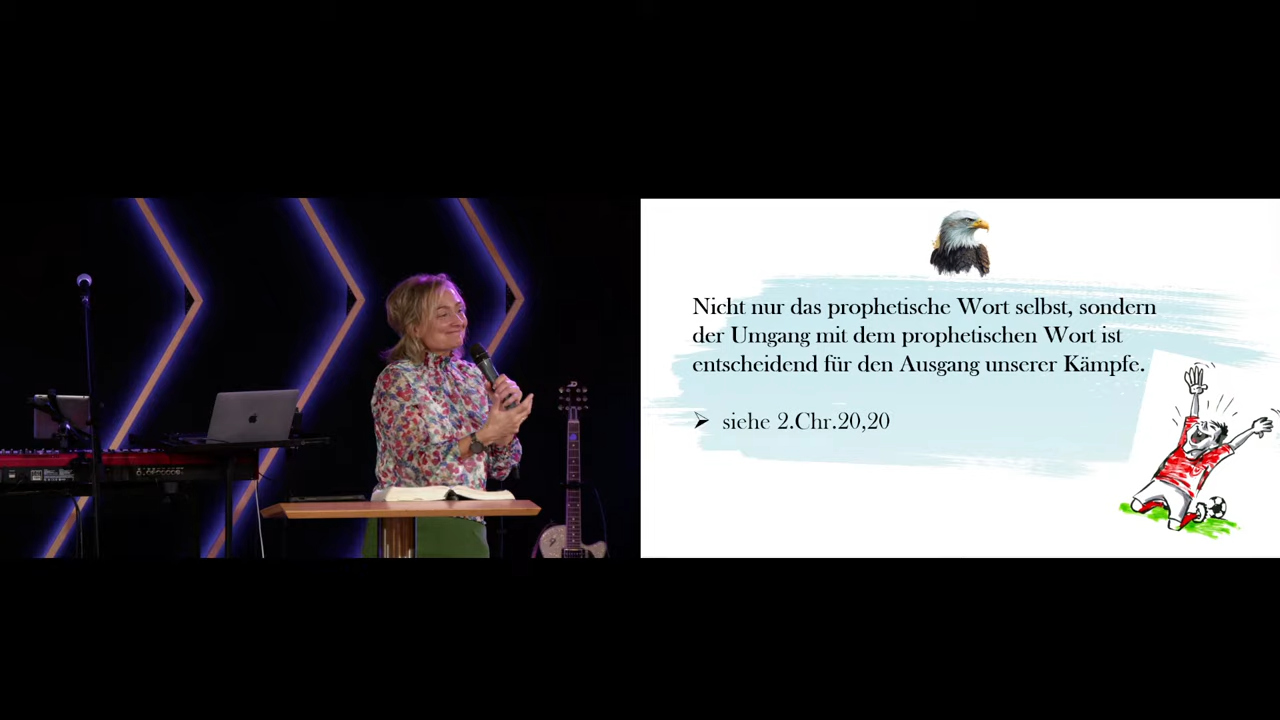 Nicht nur das prophetische Wort selbst, sondern
der Umgang mit dem prophetischen Wort ist
entscheidend für den Ausgang unserer Kämpfe.
siehe 2.Chr.20,20